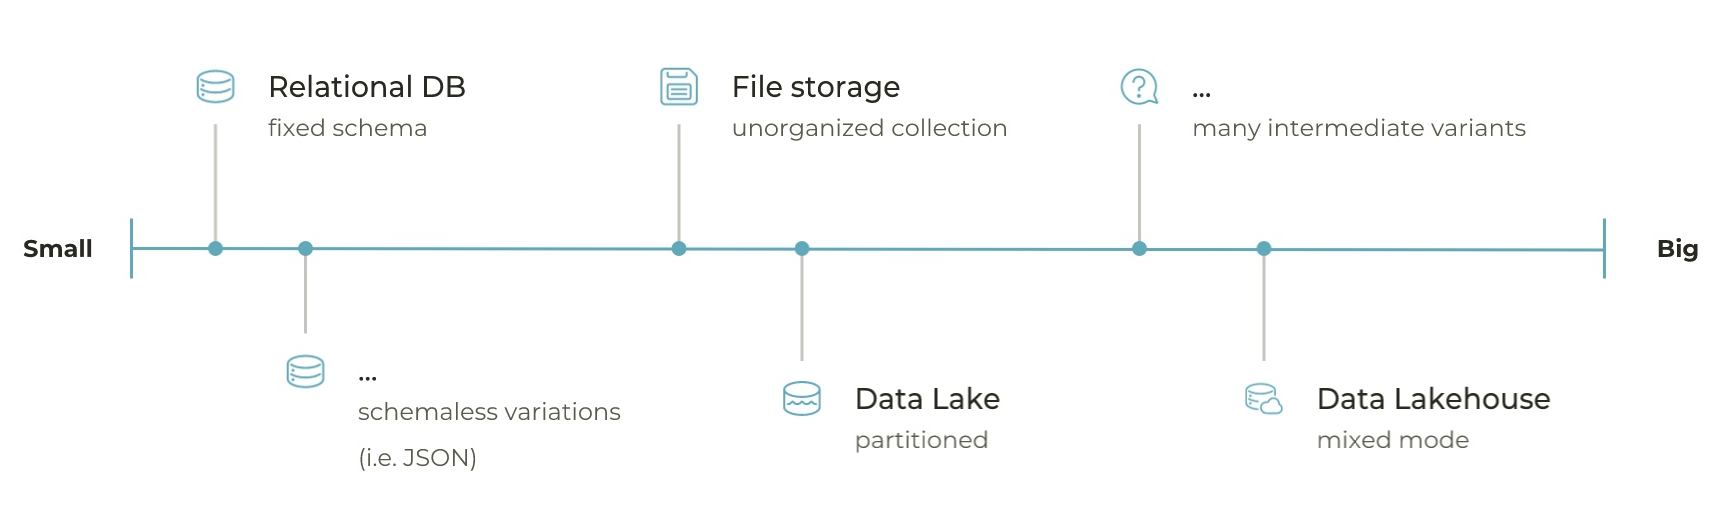 Relational DB
fixed schema
File storage
unorganized collection
...
many intermediate variants
Small
Big
...
schemaless variations
(i.e. JSON)
Data Lake
partitioned
Data Lakehouse
mixed mode